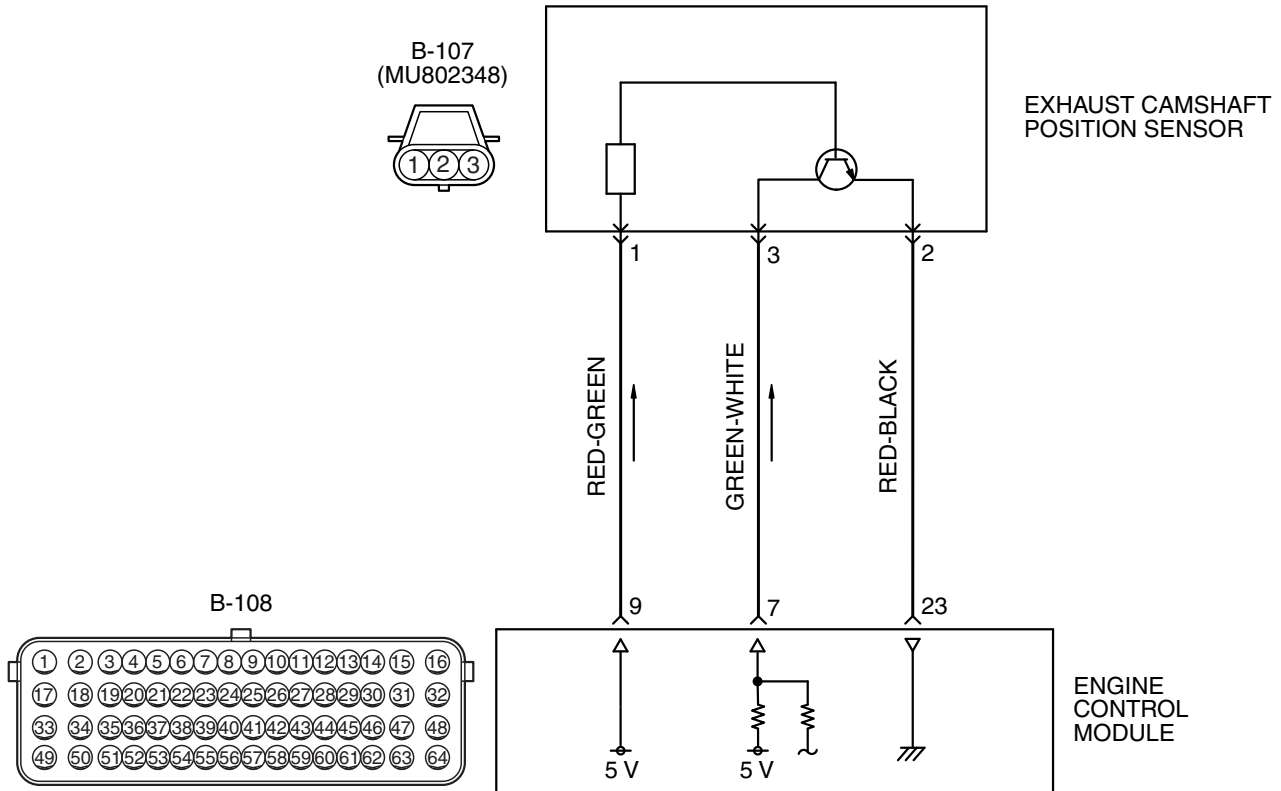 B-107
(MU802348)
1 2 3
EXHAUST CAMSHAFT
POSITION SENSOR
1
3
2
RED-GREEN
GREEN-WHITE
RED-BLACK
9
7
23
B-108
1 2 3 4 5 6 7 8 9 10 11 12 13 14 15 16
17 18 19 20 21 22 23 24 25 26 27 28 29 30 31 32
33 34 35 36 37 38 39 40 41 42 43 44 45 46 47 48
49 50 51 52 53 54 55 56 57 58 59 60 61 62 63 64
5 V
5 V
ENGINE
CONTROL
MODULE